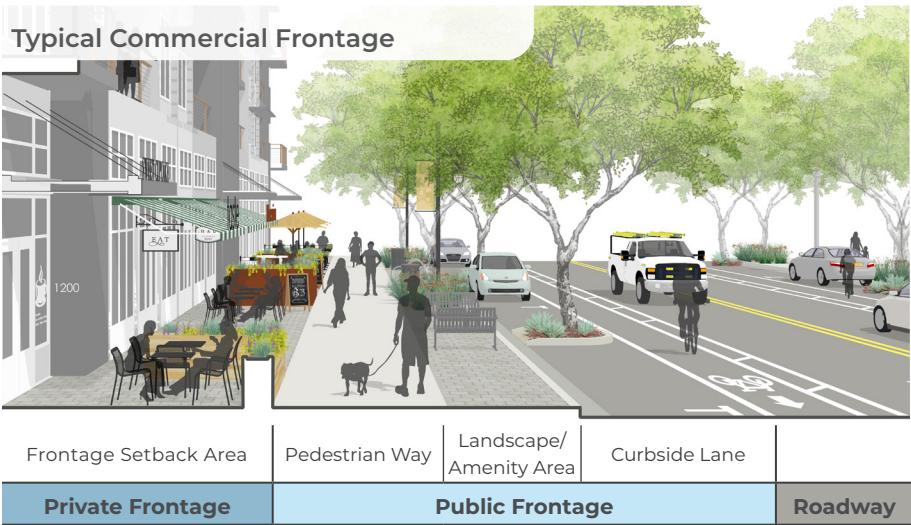 Typical Commercial Frontage
EAT
1200
Frontage Setback Area
Pedestrian Way
Landscape/
Amenity Area
Curbside Lane
Private Frontage
Public Frontage
Roadway